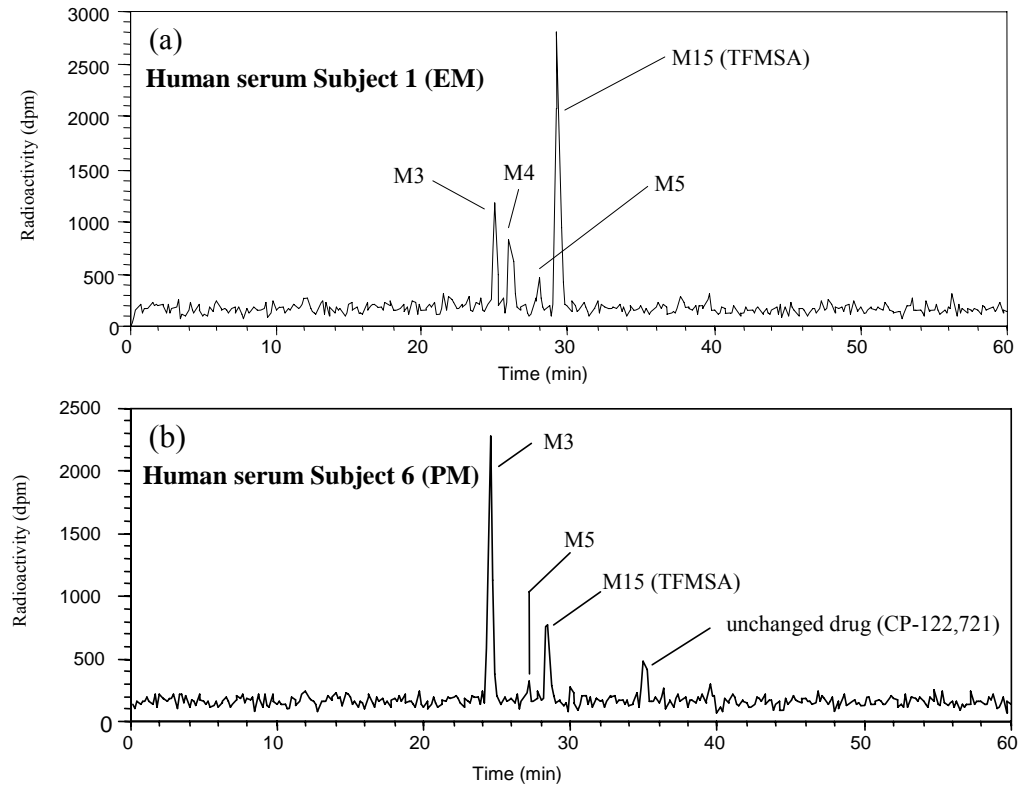 3000
(a)
Human serum Subject 1 (EM)
M15 (TFMSA)
2500
2000
Radioactivity (dpm)
1500
M3
M4
M5
1000
500
0
0 10 20 30 40 50 60
Time (min)
2500
(b)
Human serum Subject 6 (PM)
M3
2000
Radioactivity (dpm)
1500
M5
M15 (TFMSA)
1000
unchanged drug (CP-122,721)
500
0
0 10 20 30 40 50 60
Time (min)